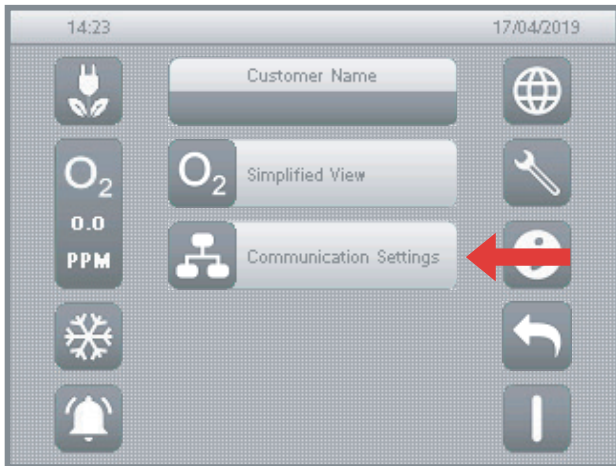 14:23 17/04/2019
Customer Name
O2
0.0
PPM
O2 Simplified View
Communication Settings